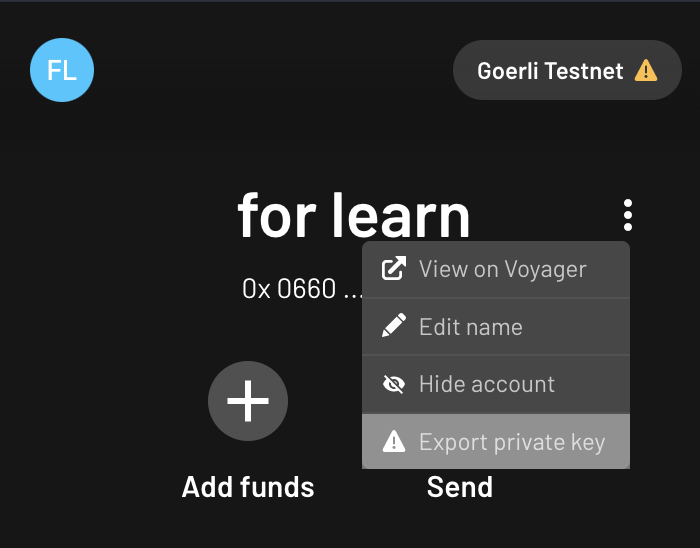 FL
Goerli Testnet
for learn
0x 0660 ...
View on Voyager
Edit name
Hide account
Export private key
Add funds
Send